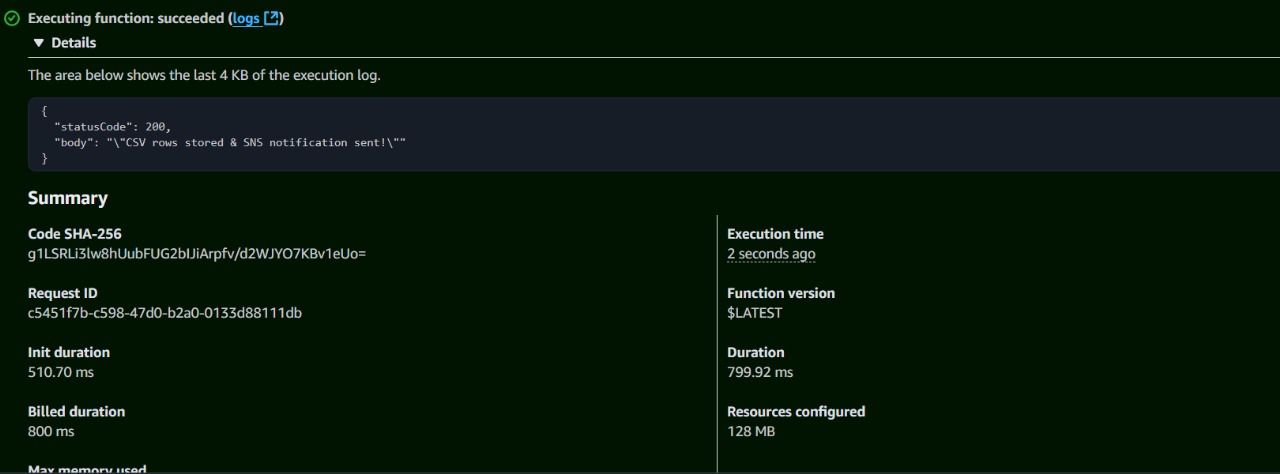 Executing function: succeeded (logs)
Details
The area below shows the last 4 KB of the execution log.
{
"statusCode": 200,
"body": "\"CSV rows stored & SNS notification sent!\""
}
Summary
Code SHA-256
g1LSRLi3lw8hUubFUG2bIJiArpfv/d2WJYO7KBv1eUo=
Execution time
2 seconds ago
Request ID
c5451f7b-c598-47d0-b2a0-0133d88111db
Function version
$LATEST
Init duration
510.70 ms
Duration
799.92 ms
Billed duration
800 ms
Resources configured
128 MB
Max memory used